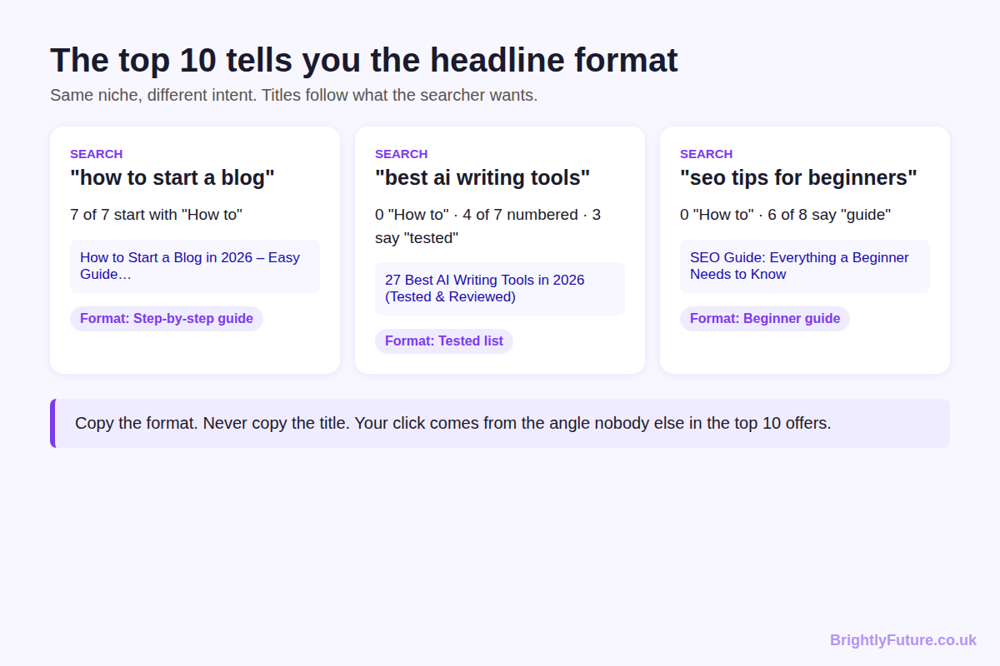 The top 10 tells you the headline format
Same niche, different intent. Titles follow what the searcher wants.
SEARCH
"how to start a blog"
7 of 7 start with "How to"
How to Start a Blog in 2026 – Easy
Guide…
Format: Step-by-step guide
SEARCH
"best ai writing tools"
0 "How to" · 4 of 7 numbered · 3
say "tested"
27 Best AI Writing Tools in 2026
(Tested & Reviewed)
Format: Tested list
SEARCH
"seo tips for beginners"
0 "How to" · 6 of 8 say "guide"
SEO Guide: Everything a Beginner
Needs to Know
Format: Beginner guide
Copy the format. Never copy the title. Your click comes from the angle nobody else in the top 10 offers.
BrightlyFuture.co.uk